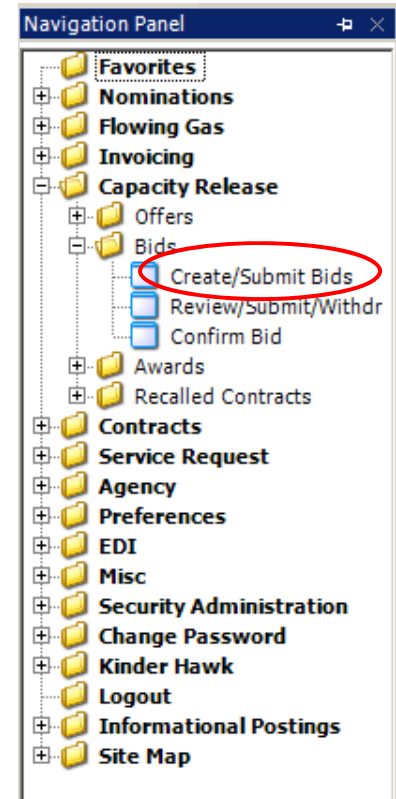 Navigation Panel
Favorites
Nominations
Flowing Gas
Invoicing
Capacity Release
Offers
Bids
Create/Submit Bids
Review/Submit/Withdr
Confirm Bid
Awards
Recalled Contracts
Contracts
Service Request
Agency
Preferences
EDI
Misc
Security Administration
Change Password
Kinder Hawk
Logout
Informational Postings
Site Map